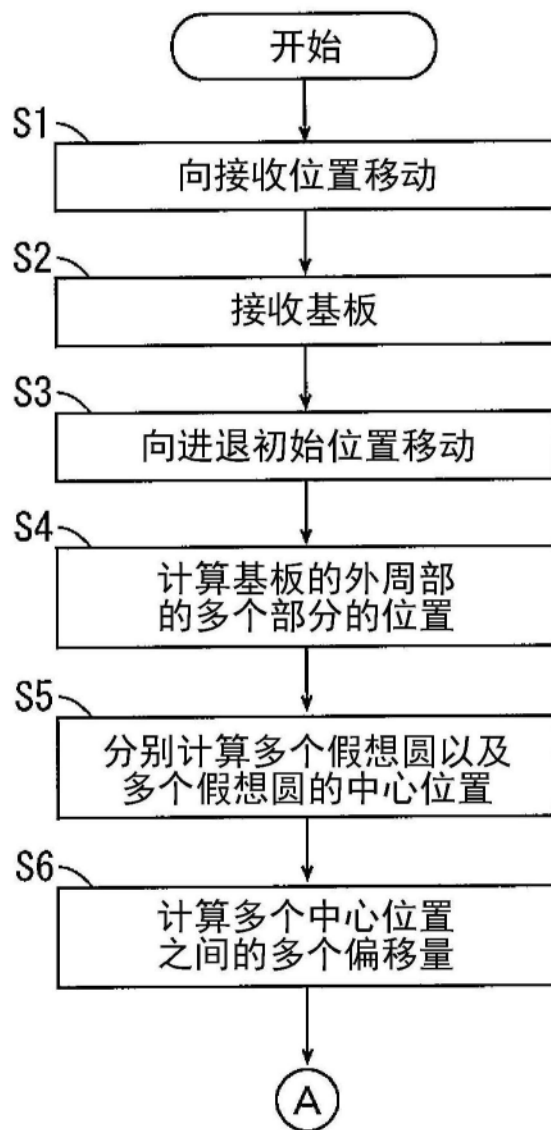 开始
S1
向接收位置移动
S2
接收基板
S3
向进退初始位置移动
S4
计算基板的外周部
的多个部分的位置
S5
分别计算多个假想圆以及
多个假想圆的中心位置
S6
计算多个中心位置
之间的多个偏移量
A